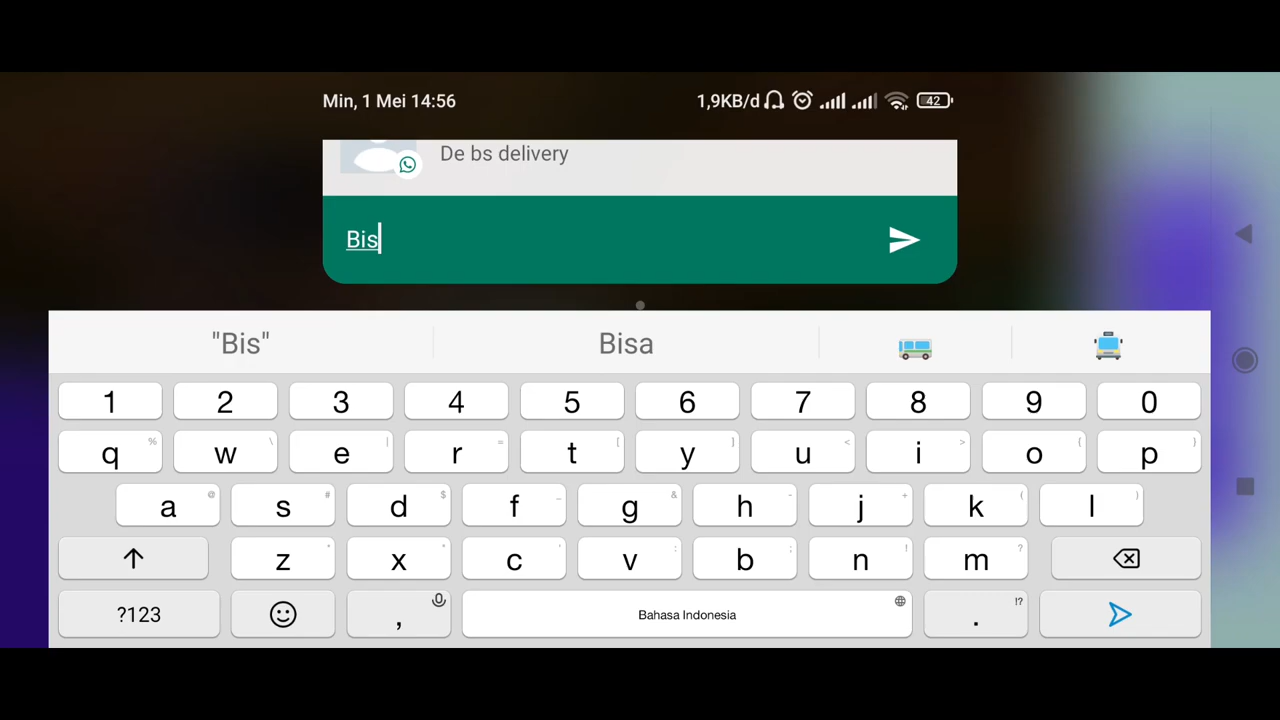 Min, 1 Mei 14:56 1,9KB/d 42
De bs delivery
Bis
"Bis" Bisa
1 2 3 4 5 6 7 8 9 0
q % w \ e | r = t [ y ] u < i > o { p }
a @ s # d $ f _ g & h - j + k ( l )
z * x " c ' v : b ; n ! m ?
?123 , Bahasa Indonesia . !?